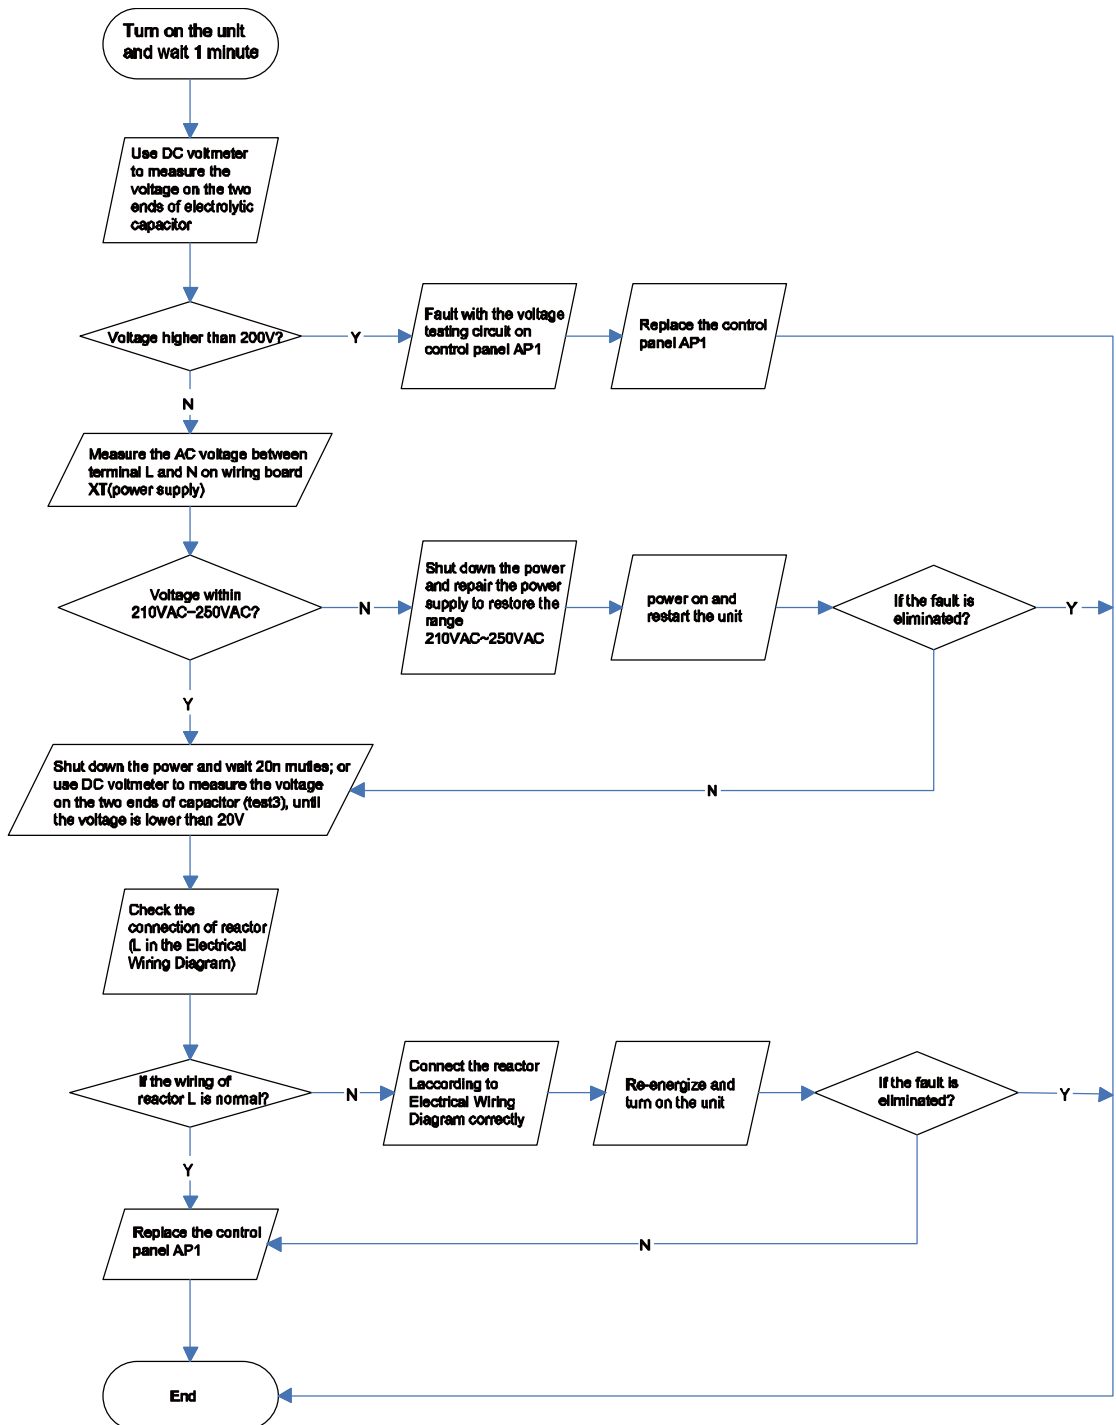 Turn on the unit
and wait 1 minute
Use DC voltmeter
to measure the
voltage on the two
ends of electrolytic
capacitor
Voltage higher than 200V?
Y
Fault with the voltage
testing circuit on
control panel AP1
Replace the control
panel AP1
N
Measure the AC voltage between
terminal L and N on wiring board
XT(power supply)
Voltage within
210VAC~250VAC?
N
Shut down the power
and repair the power
supply to restore the
range
210VAC~250VAC
power on and
restart the unit
If the fault is
eliminated?
Y
Y
N
Shut down the power and wait 20n muties; or
use DC voltmeter to measure the voltage
on the two ends of capacitor (test3), until
the voltage is lower than 20V
Check the
connection of reactor
(L in the Electrical
Wiring Diagram)
If the wiring of
reactor L is normal?
N
Connect the reactor
Laccording to
Electrical Wiring
Diagram correctly
Re-energize and
turn on the unit
If the fault is
eliminated?
Y
Y
N
Replace the control
panel AP1
End